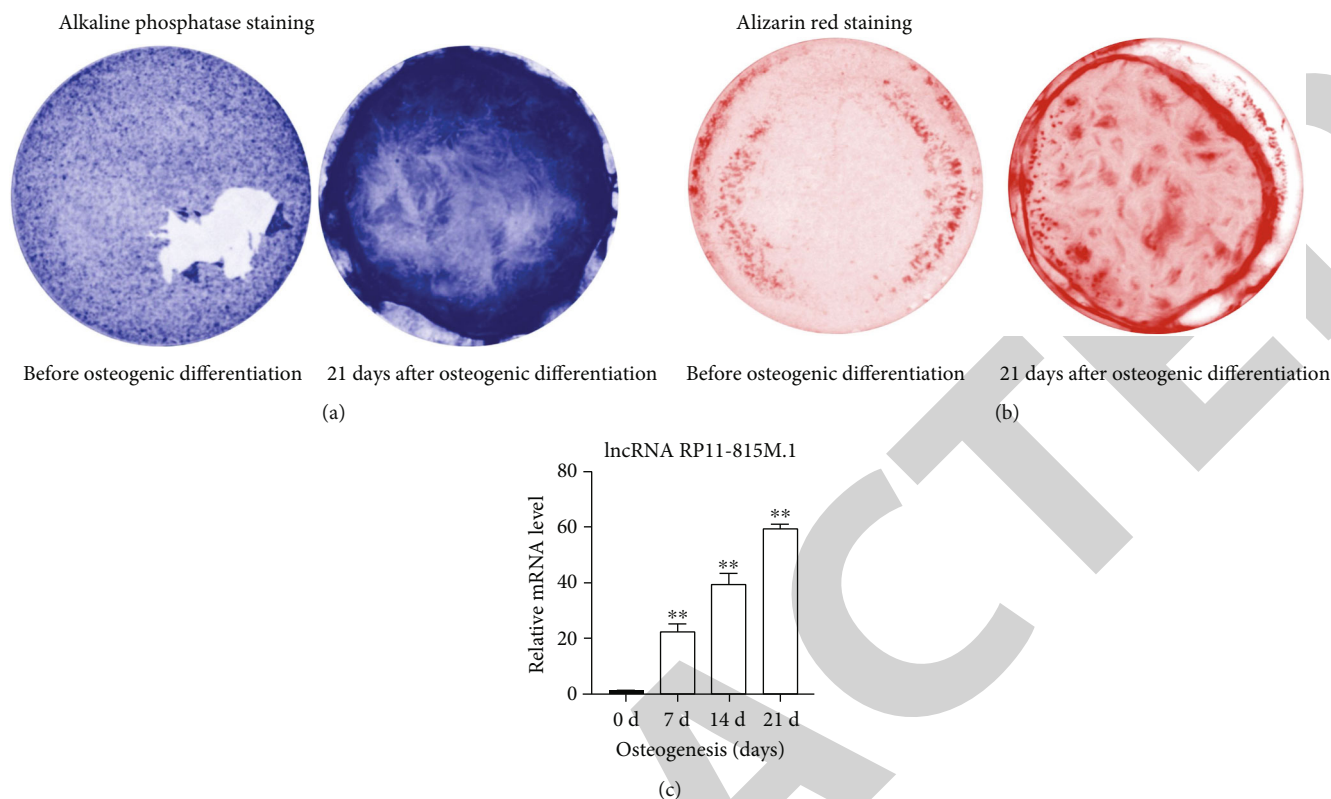 Alkaline phosphatase staining
Alizarin red staining
Before osteogenic differentiation
21 days after osteogenic differentiation
Before osteogenic differentiation
21 days after osteogenic differentiation
(a)
(b)
lncRNA RP11-815M.1
Relative mRNA level
80
60
40
20
0
**
**
**
0 d
7 d
14 d
21 d
Osteogenesis (days)
(c)
ACTE